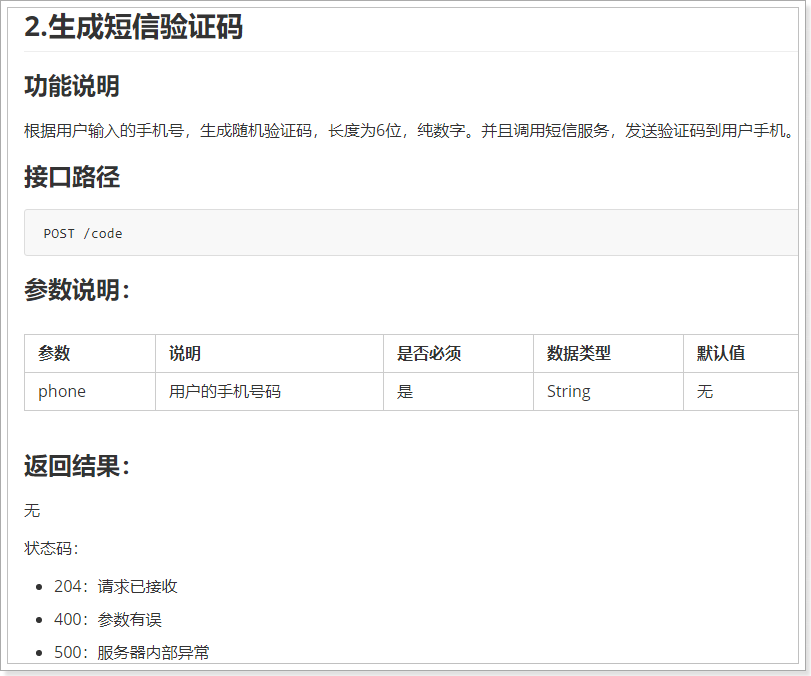 2.生成短信验证码
功能说明
根据用户输入的手机号，生成随机验证码，长度为6位，纯数字。并且调用短信服务，发送验证码到用户手机。
接口路径
POST /code
参数说明：
参数 说明 是否必须 数据类型 默认值
phone 用户的手机号码 是 String 无
返回结果：
无
状态码：
204：请求已接收
400：参数有误
500：服务器内部异常